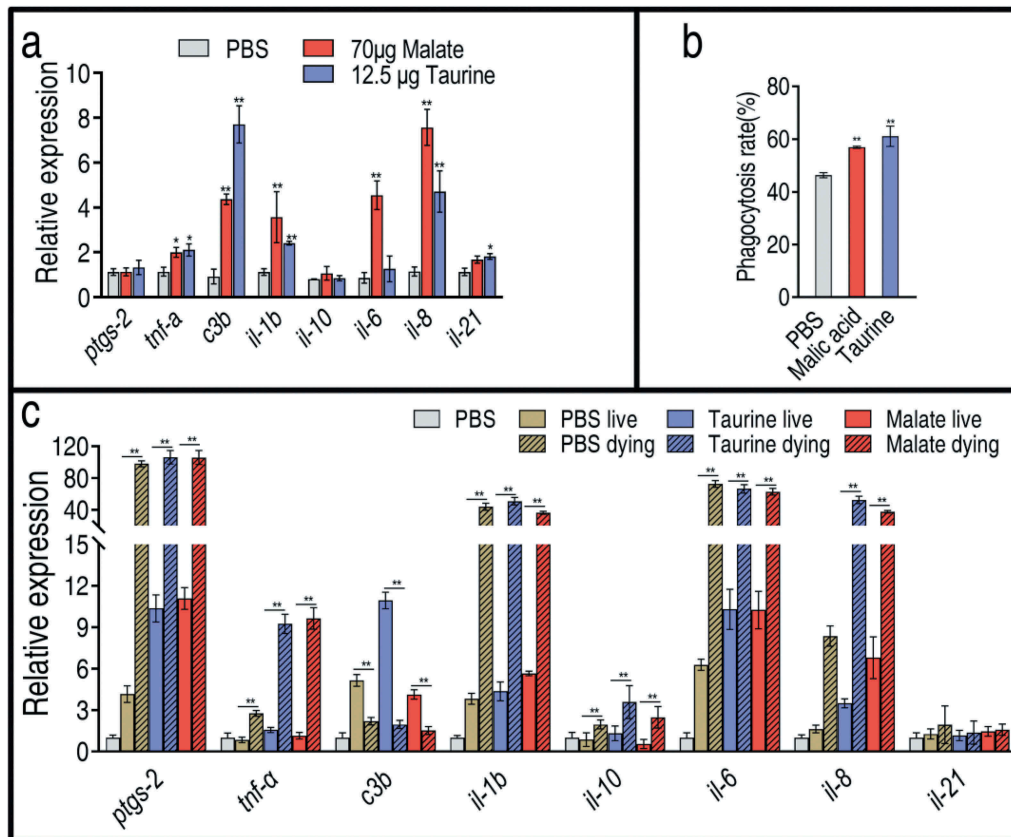 a
PBS
70µg Malate
12.5 µg Taurine
Relative expression
10
8
6
4
2
0
** ** ** ** ** ** ** ** * * *
ptgs-2 tnf-a c3b il-1b il-10 il-6 il-8 il-21
b
Phagocytosis rate(%)
80
60
40
20
0
** **
PBS
Malic acid
Taurine
c
PBS PBS live Taurine live Malate live
PBS dying Taurine dying Malate dying
Relative expression
120
80
40
15
12
9
6
3
0
** ** ** ** ** ** ** ** ** ** ** ** ** ** ** ** ** ** ** ** **
ptgs-2 tnf-a c3b il-1b il-10 il-6 il-8 il-21